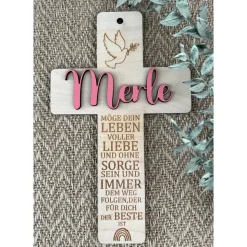 Merle
MÖGE DEIN
LEBEN
VOLLER
LIEBE
UND OHNE
SORGE
SEIN UND
IMMER
DEM WEG
FOLGEN,DER
FÜR DICH
DER BESTE
IST